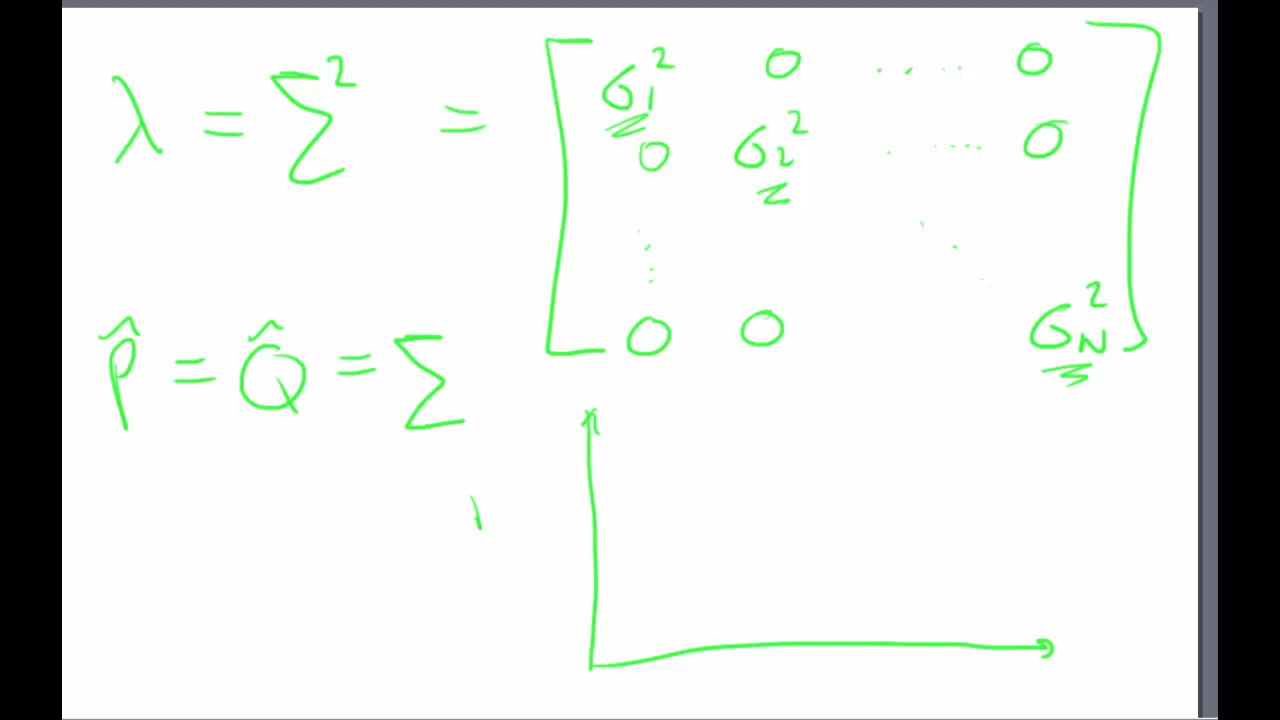 λ = Σ² = [ σ₁² 0 ..... 0
0 σ₂² . ..... 0
⋮ ⋱
0 0 σ_N² ]
P̂ = Q̂ = Σ